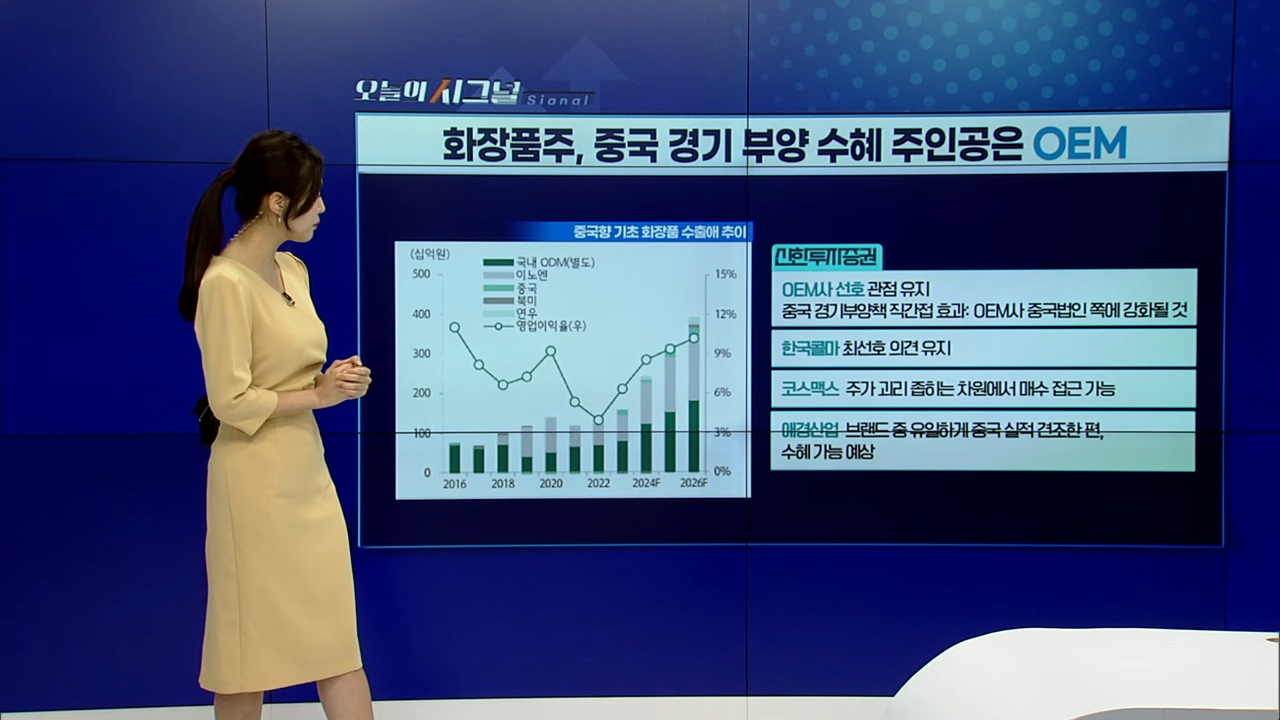 오늘의 시그널
Signal
화장품주, 중국 경기 부양 수혜 주인공은 OEM
중국향 기초 화장품 수출애 추이
(십억원)
국내 ODM(별도)
이노엔
중국
북미
연우
영업이익율(우)
500
400
300
200
100
0
15%
12%
9%
6%
3%
0%
2016
2018
2020
2022
2024F
2026F
신한투자증권
OEM사 선호 관점 유지
중국 경기부양책 직간접 효과: OEM사 중국법인 쪽에 강화될 것
한국콜마 최선호 의견 유지
코스맥스 주가 괴리 좁히는 차원에서 매수 접근 가능
애경산업 브랜드 중 유일하게 중국 실적 견조한 편,
수혜 가능 예상